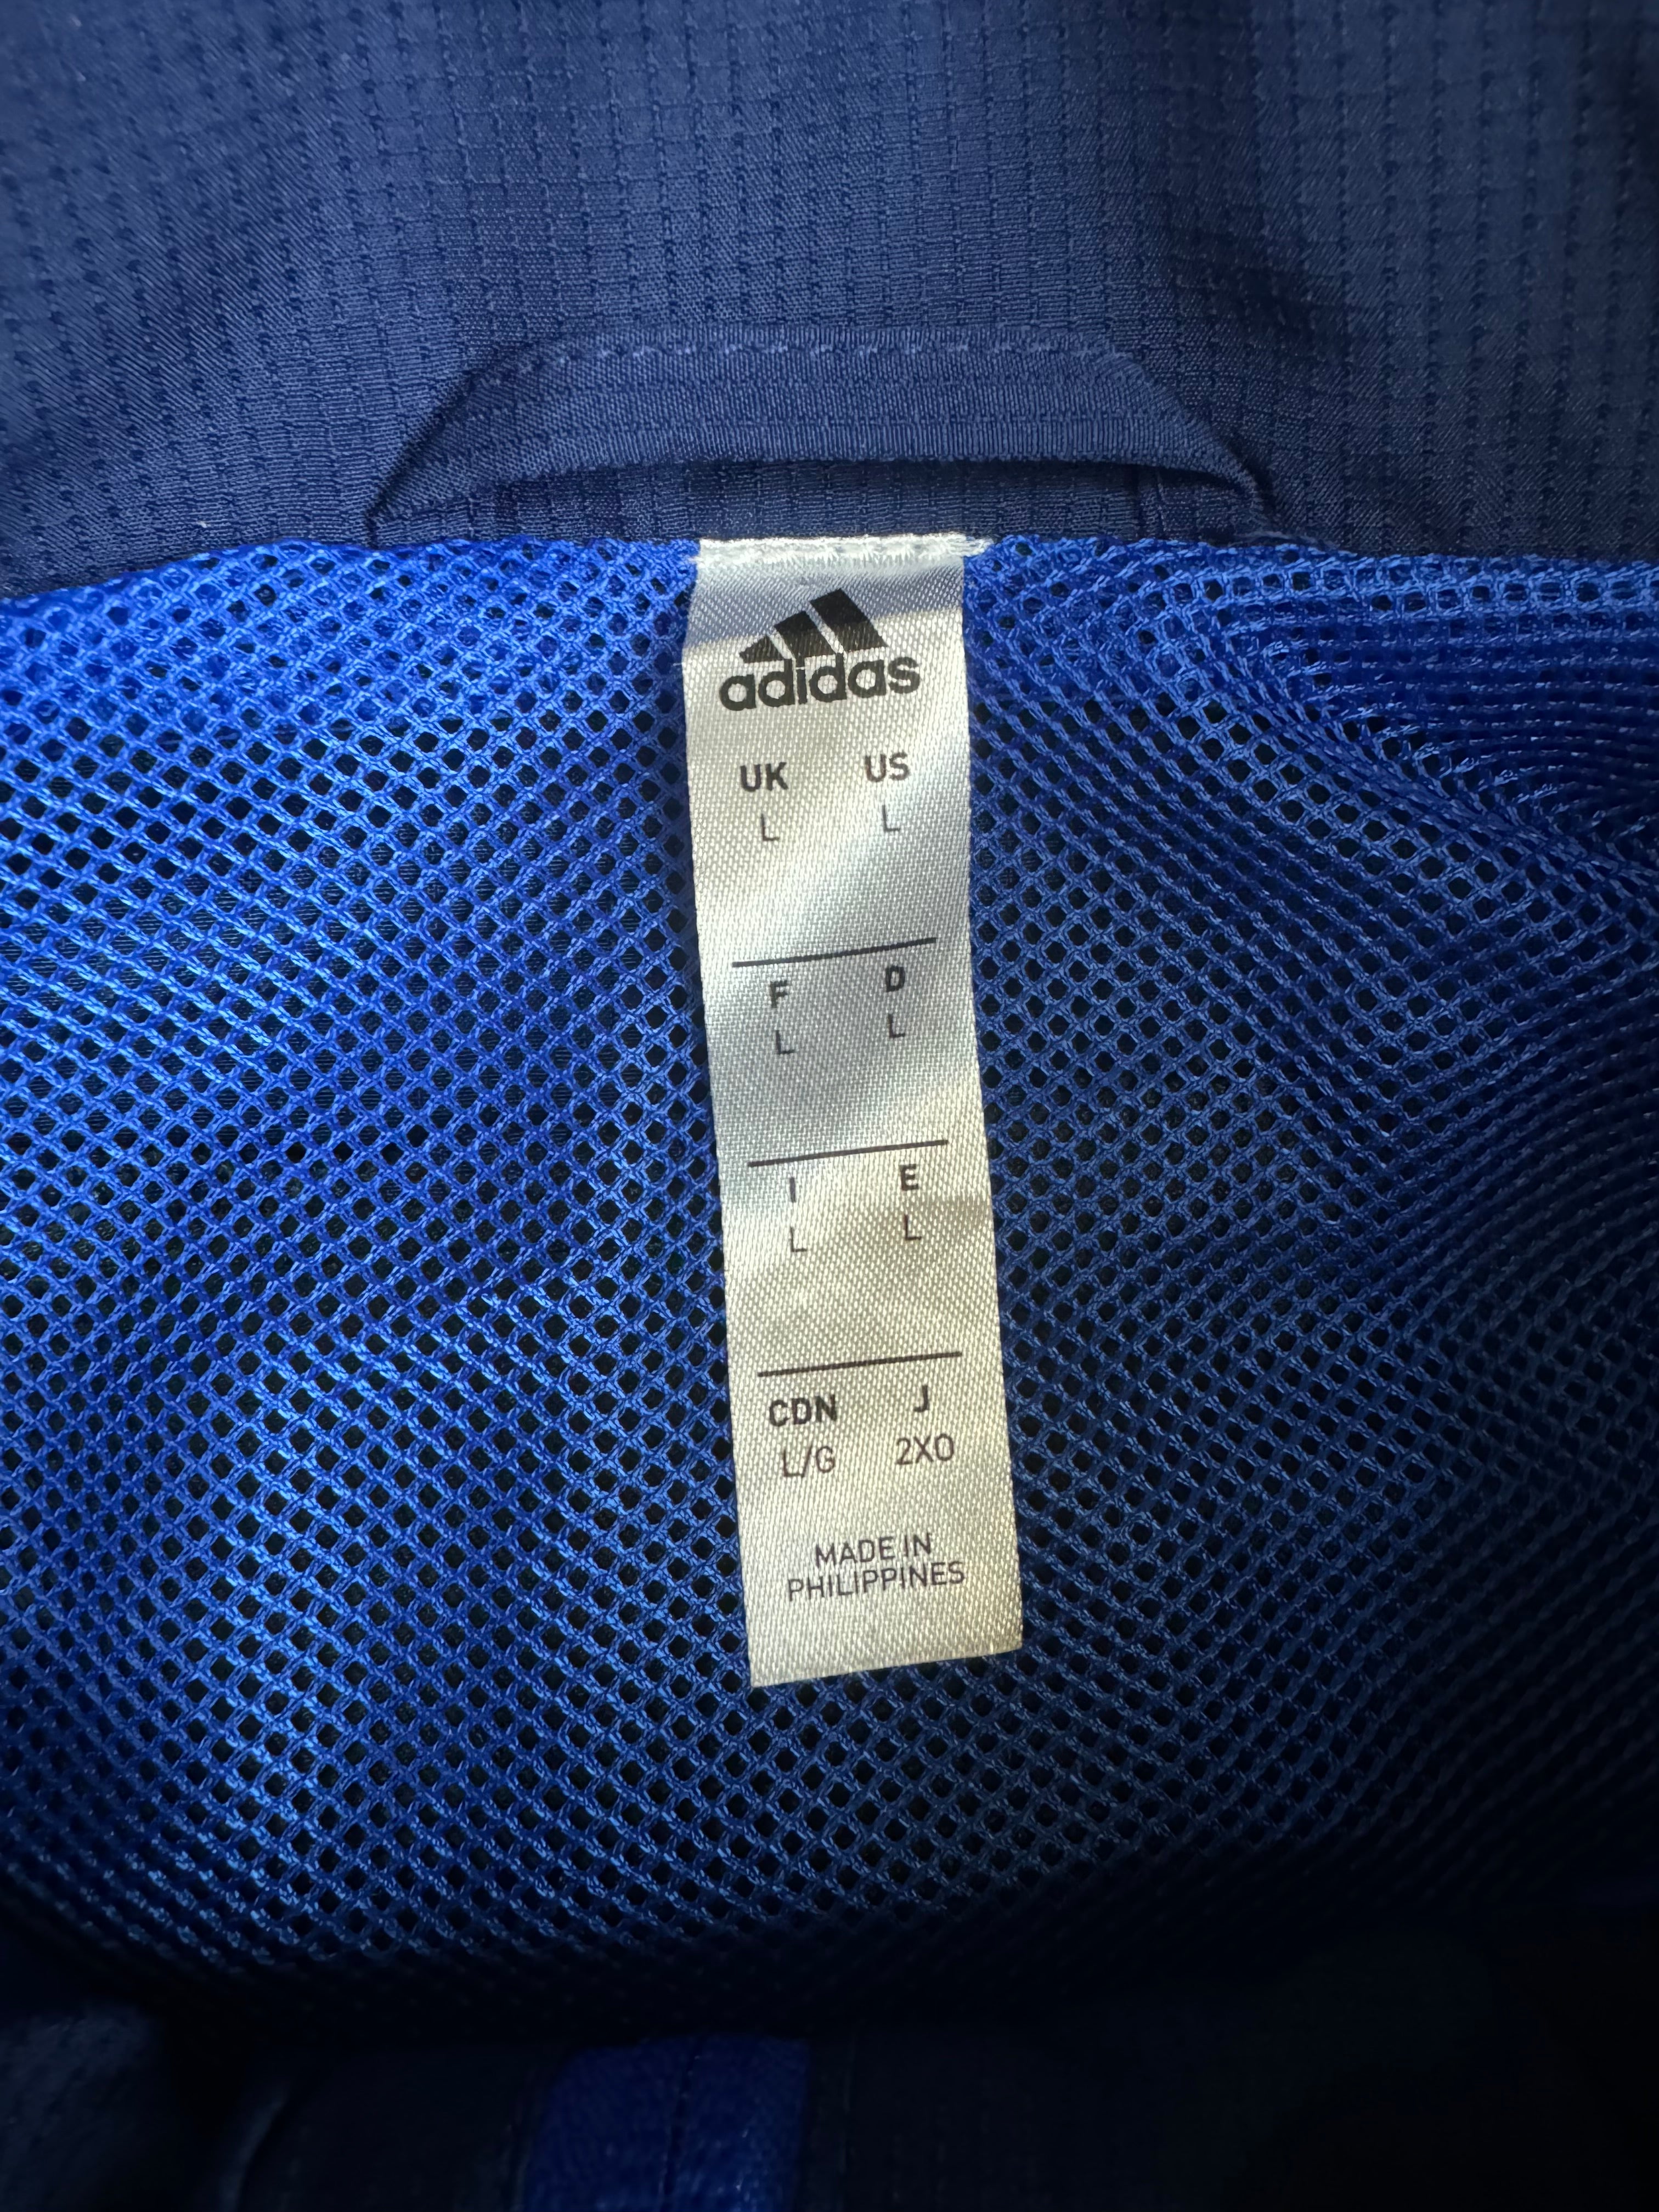 adidas
UK US
L L
F D
L L
I E
L L
CDN J
L/G 2XO
MADE IN
PHILIPPINES